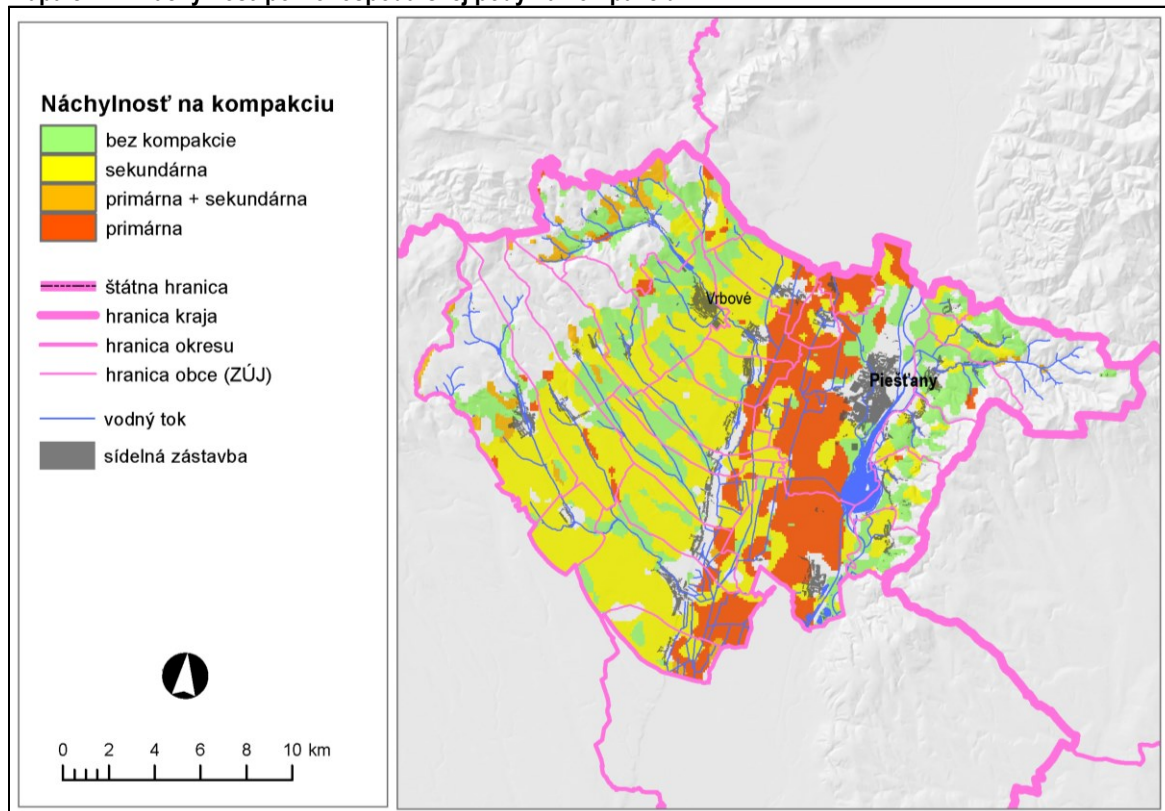 Náchylnosť na kompakciu
bez kompakcie
sekundárna
primárna + sekundárna
primárna
štátna hranica
hranica kraja
hranica okresu
hranica obce (ZÚJ)
vodný tok
sídelná zástavba
0 2 4 6 8 10 km
Vrbové
Piešťany